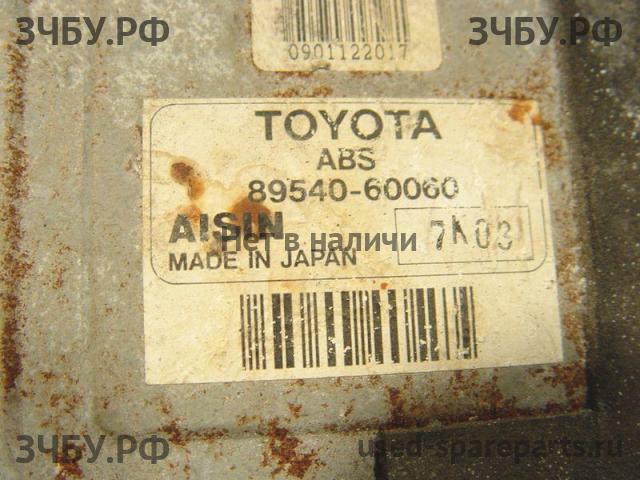 ЗЧБУ.РФ
ЗЧБУ.РФ
0901122017
TOYOTA
ABS
89540-60060
AISIN
7K03
Нет в наличи
MADE IN JAPAN
ЗЧБУ.РФ
used-spareparts.ru